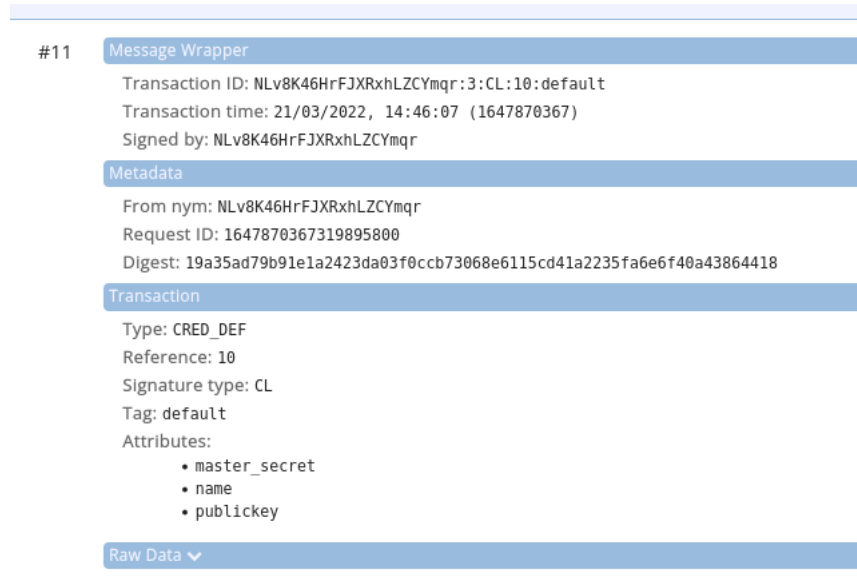 #11
Message Wrapper
Transaction ID: NLv8K46HrFJXRxhLZCYmqr:3:CL:10:default
Transaction time: 21/03/2022, 14:46:07 (1647870367)
Signed by: NLv8K46HrFJXRxhLZCYmqr
Metadata
From nym: NLv8K46HrFJXRxhLZCYmqr
Request ID: 1647870367319895800
Digest: 19a35ad79b91e1a2423da03f0ccb73068e6115cd41a2235fa6e6f40a43864418
Transaction
Type: CRED_DEF
Reference: 10
Signature type: CL
Tag: default
Attributes:
• master_secret
• name
• publickey
Raw Data